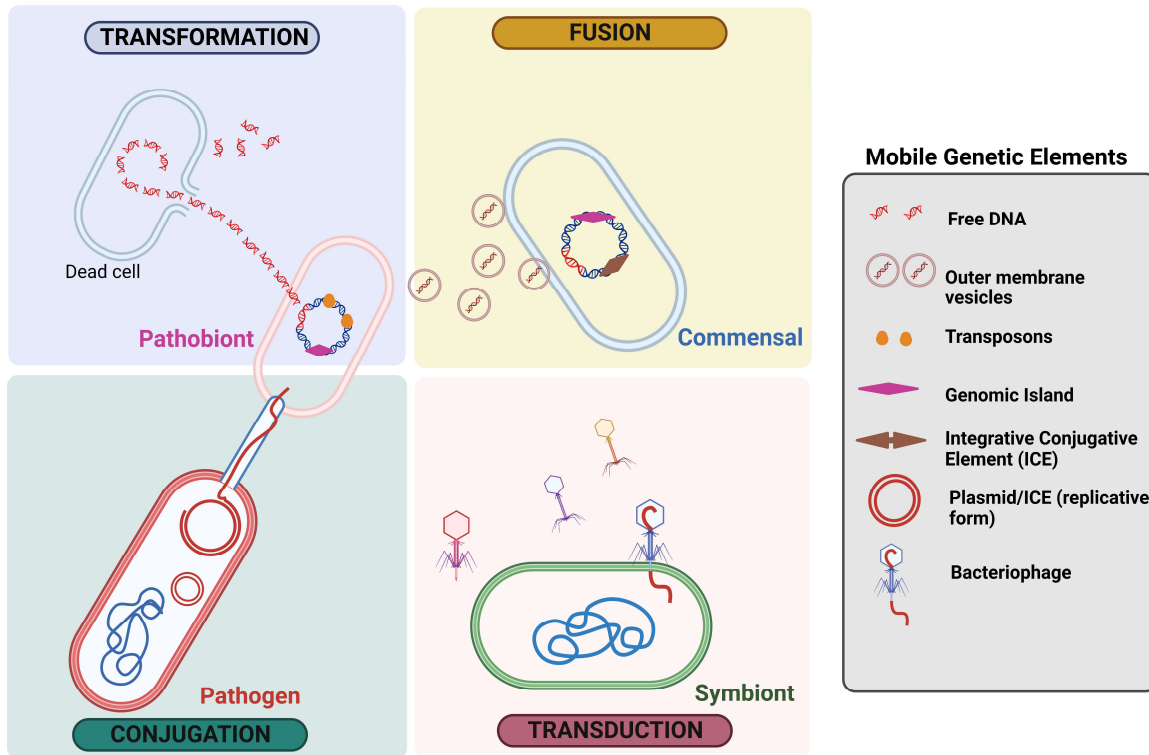 TRANSFORMATION
Dead cell
Pathobiont
FUSION
Commensal
Pathogen
CONJUGATION
Symbiont
TRANSDUCTION
Mobile Genetic Elements
Free DNA
Outer membrane
vesicles
Transposons
Genomic Island
Integrative Conjugative
Element (ICE)
Plasmid/ICE (replicative
form)
Bacteriophage